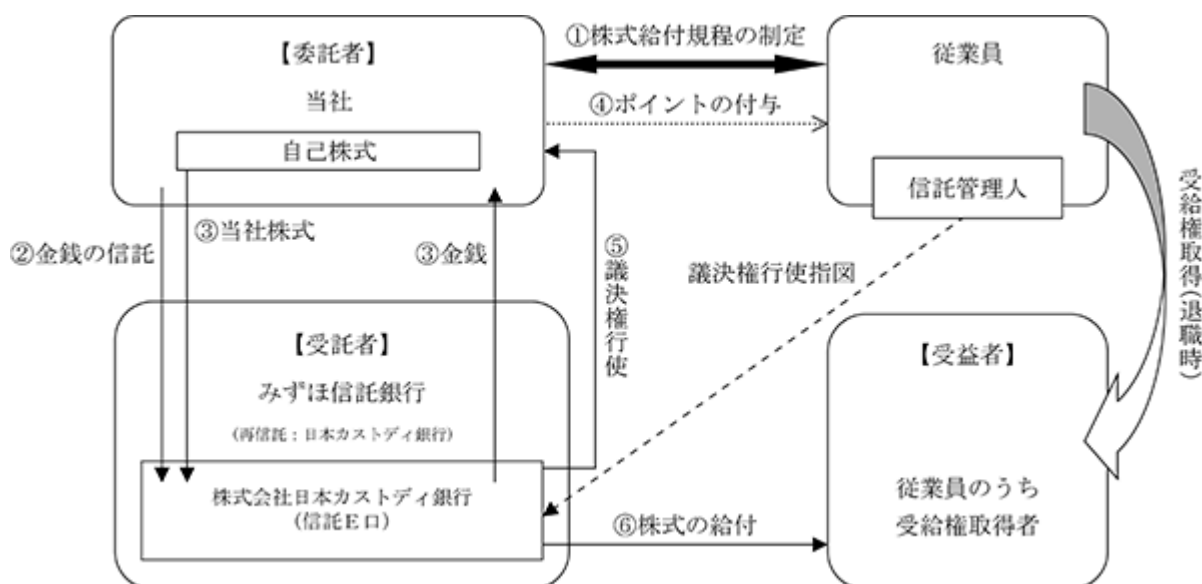 【委託者】
当社
自己株式
①株式給付規程の制定
④ポイントの付与
従業員
信託管理人
②金銭の信託
③当社株式
③金銭
⑤議決権行使
議決権行使指図
受給権取得(退職時)
【受託者】
みずほ信託銀行
(再信託:日本カストディ銀行)
株式会社日本カストディ銀行
(信託E口)
⑥株式の給付
【受益者】
従業員のうち
受給権取得者